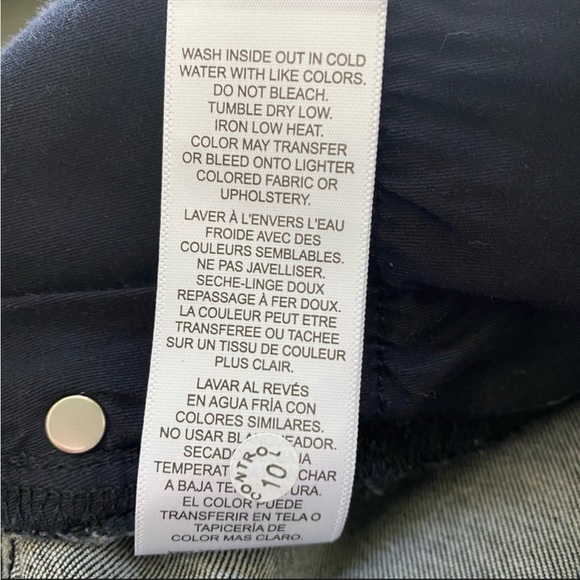 WASH INSIDE OUT IN COLD
WATER WITH LIKE COLORS.
DO NOT BLEACH.
TUMBLE DRY LOW.
IRON LOW HEAT.
COLOR MAY TRANSFER
OR BLEED ONTO LIGHTER
COLORED FABRIC OR
UPHOLSTERY.
LAVER À L'ENVERS L'EAU
FROIDE AVEC DES
COULEURS SEMBLABLES.
NE PAS JAVELLISER.
SECHE-LINGE DOUX
REPASSAGE À FER DOUX.
LA COULEUR PEUT ETRE
TRANSFEREE OU TACHEE
SUR UN TISSU DE COULEUR
PLUS CLAIR.
LAVAR AL REVÉS
EN AGUA FRÍA CON
COLORES SIMILARES.
NO USAR
A BAJA
EL COLOR PUEDE
TRANSFERIR EN TELA O
TAPICERÍA DE
COLOR MAS CLARO.
CONTROL
10